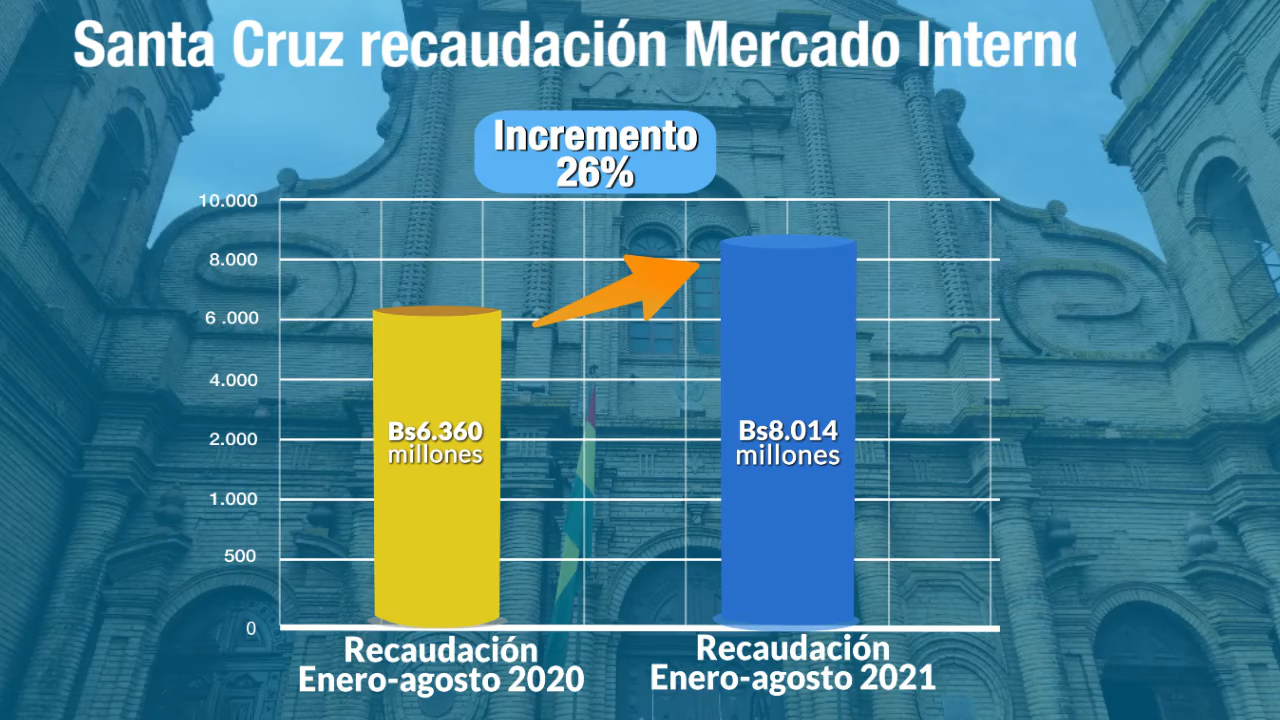 Santa Cruz recaudación Mercado
Incremento
26%
10.000
8.000
6 .000
4.000
2.000
1.000
500
0
Bs6.360
millones
Bs8.014
millones
Recaudación
Enero-agosto 2020
Recaudación
Enero-agosto 2021